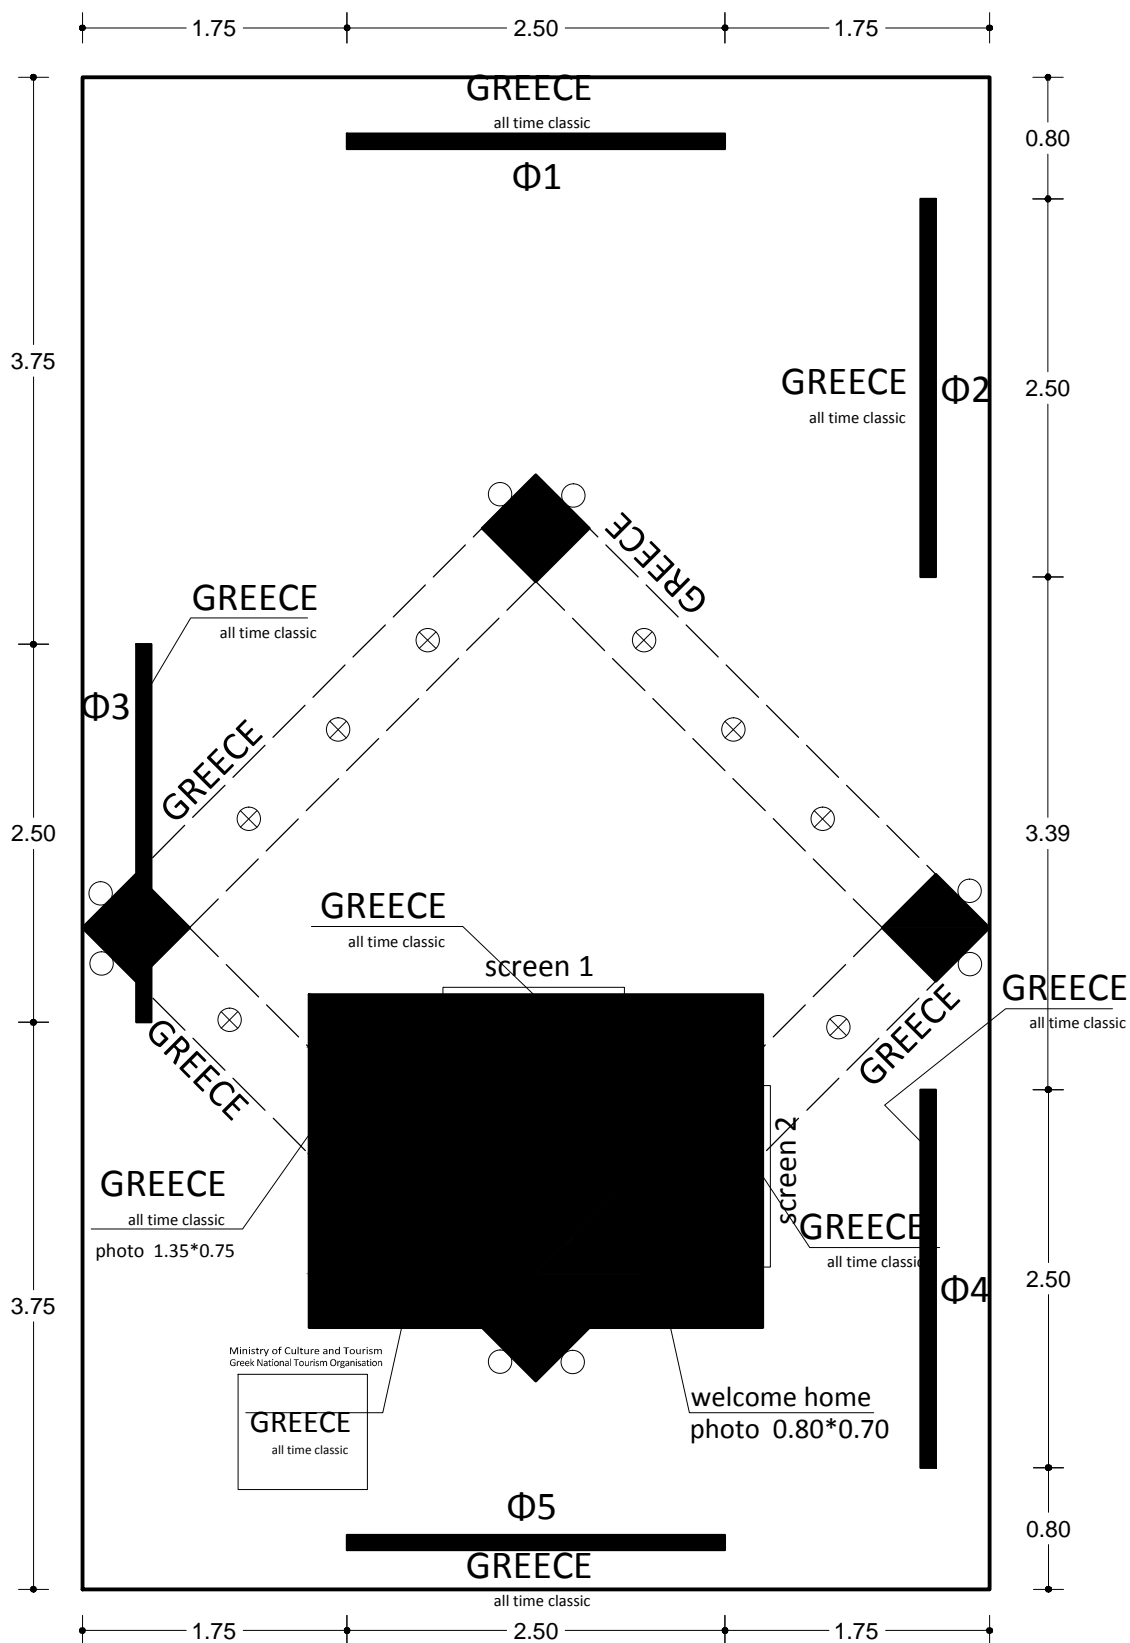 1.75
2.50
1.75
GREECE
all time classic
Φ1
0.80
3.75
GREECE
all time classic
Φ2
2.50
GREECE
GREECE
all time classic
Φ3
GREECE
2.50
3.39
GREECE
all time classic
screen 1
GREECE
all time classic
GREECE
GREECE
screen 2
GREECE
all time classic
photo 1.35*0.75
GREECE
all time classic
Φ4
2.50
3.75
Ministry of Culture and Tourism
Greek National Tourism Organisation
GREECE
all time classic
welcome home
photo 0.80*0.70
Φ5
0.80
GREECE
all time classic
1.75
2.50
1.75